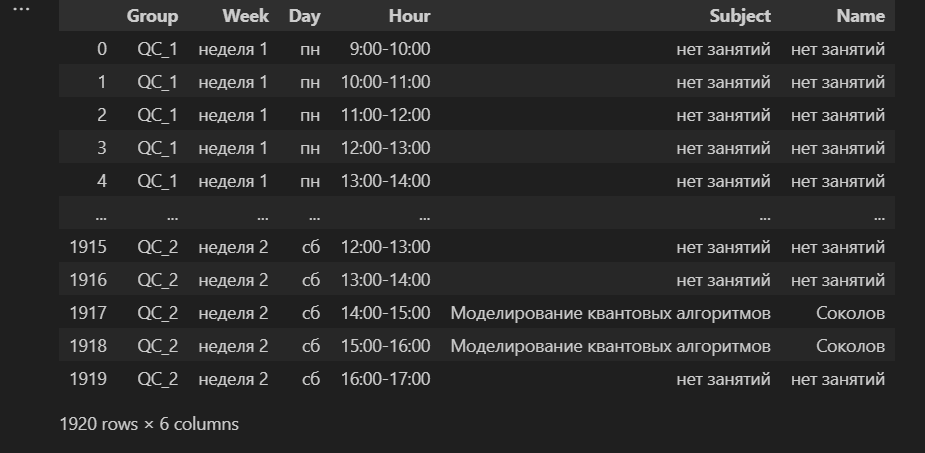 ...
Group Week Day Hour Subject Name
0 QC_1 неделя 1 пн 9:00-10:00 нет занятий нет занятий
1 QC_1 неделя 1 пн 10:00-11:00 нет занятий нет занятий
2 QC_1 неделя 1 пн 11:00-12:00 нет занятий нет занятий
3 QC_1 неделя 1 пн 12:00-13:00 нет занятий нет занятий
4 QC_1 неделя 1 пн 13:00-14:00 нет занятий нет занятий
... ... ... ... ... ... ...
1915 QC_2 неделя 2 сб 12:00-13:00 нет занятий нет занятий
1916 QC_2 неделя 2 сб 13:00-14:00 нет занятий нет занятий
1917 QC_2 неделя 2 сб 14:00-15:00 Моделирование квантовых алгоритмов Соколов
1918 QC_2 неделя 2 сб 15:00-16:00 Моделирование квантовых алгоритмов Соколов
1919 QC_2 неделя 2 сб 16:00-17:00 нет занятий нет занятий
1920 rows × 6 columns